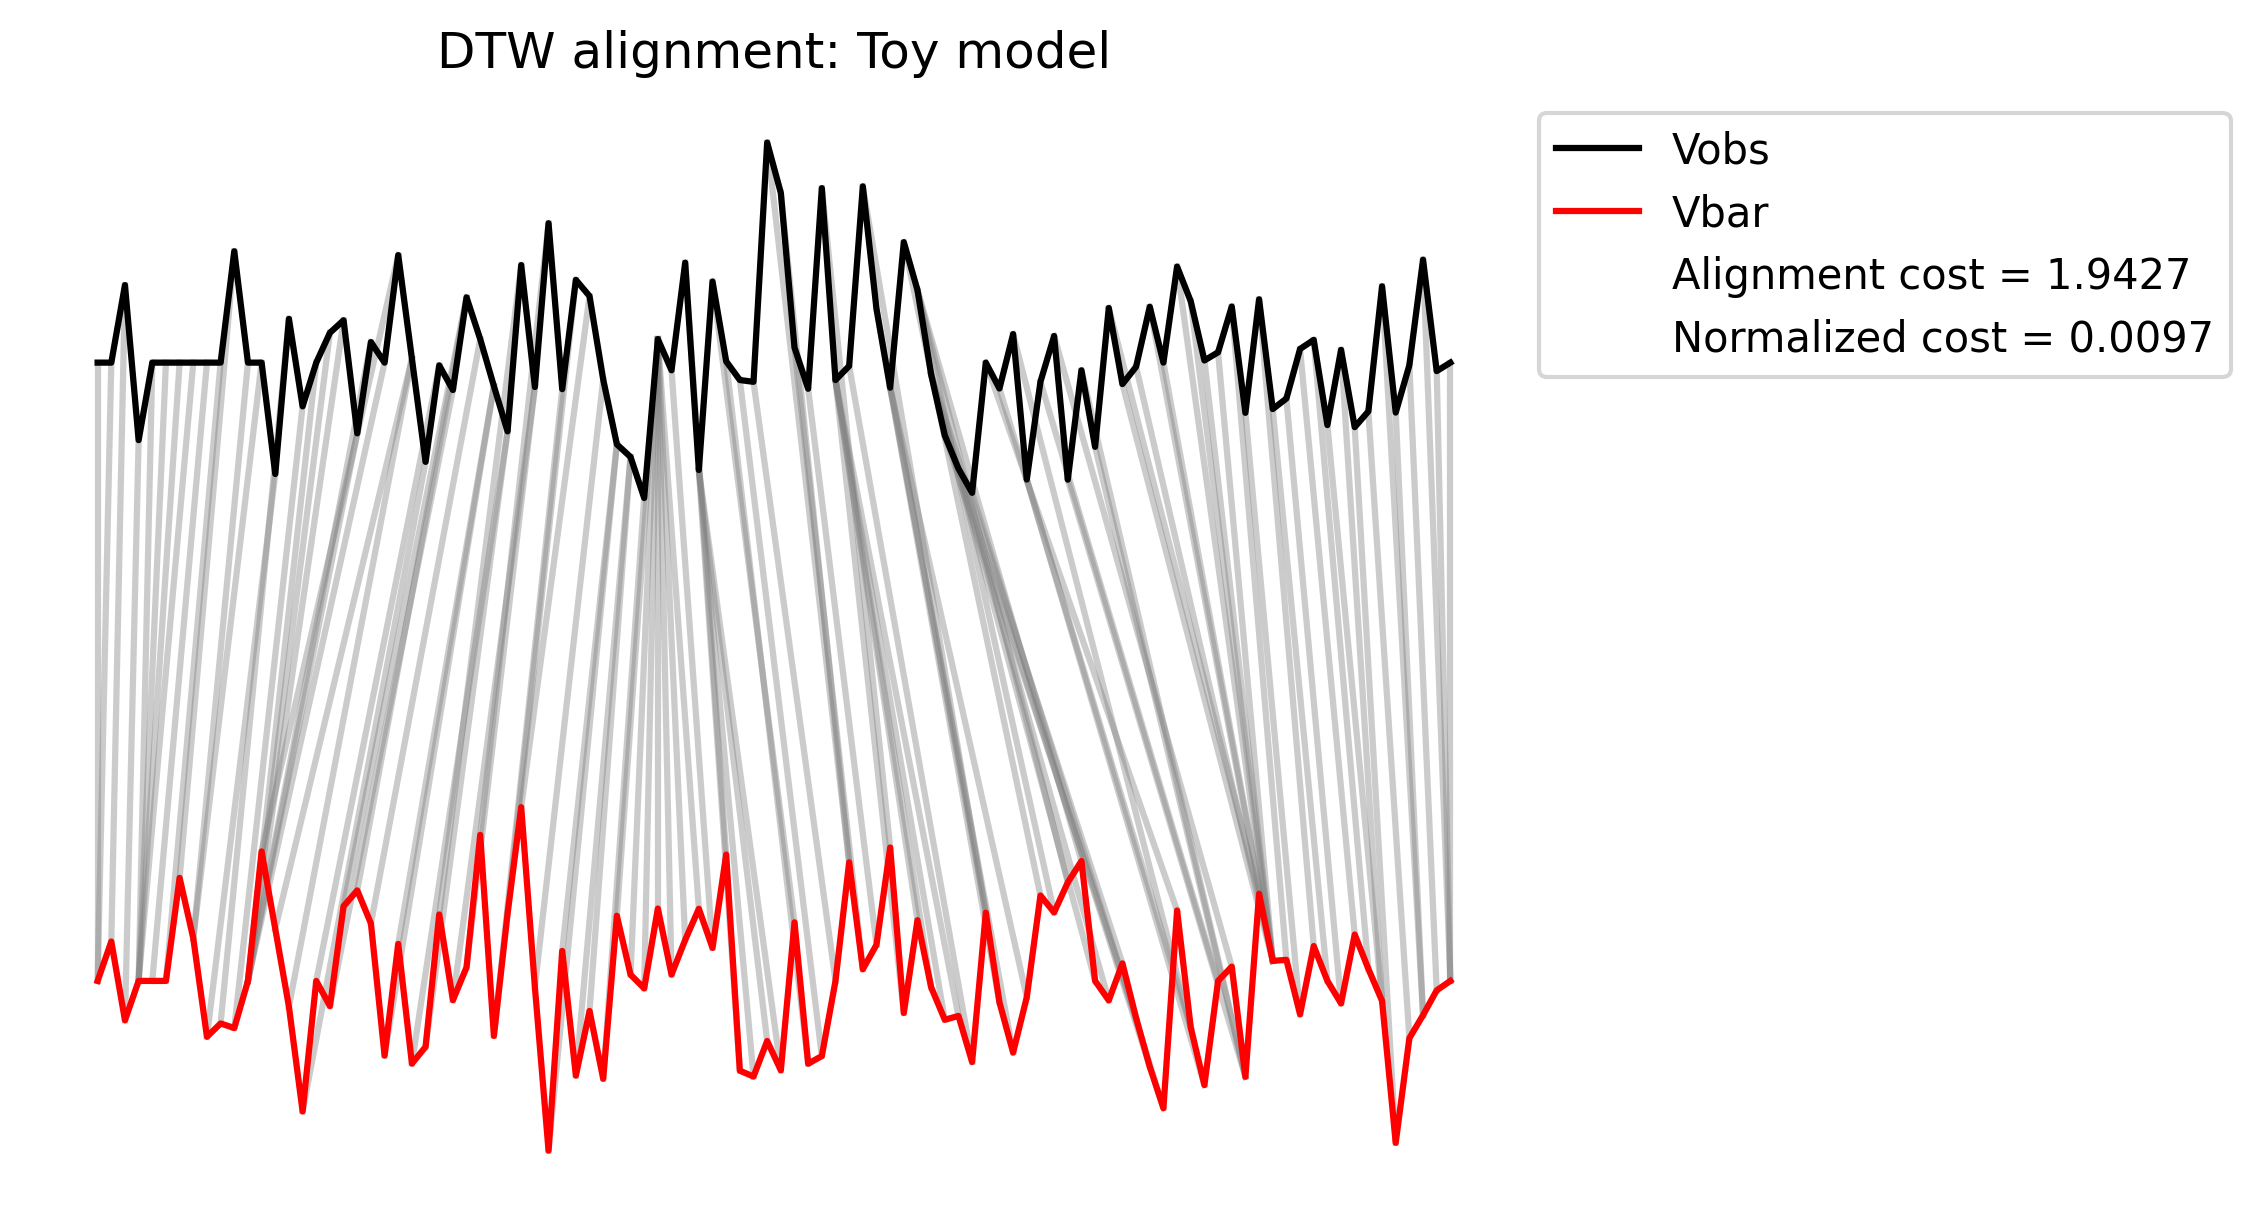 DTW alignment: Toy model
Vobs
Vbar
Alignment cost = 1.9427
Normalized cost = 0.0097